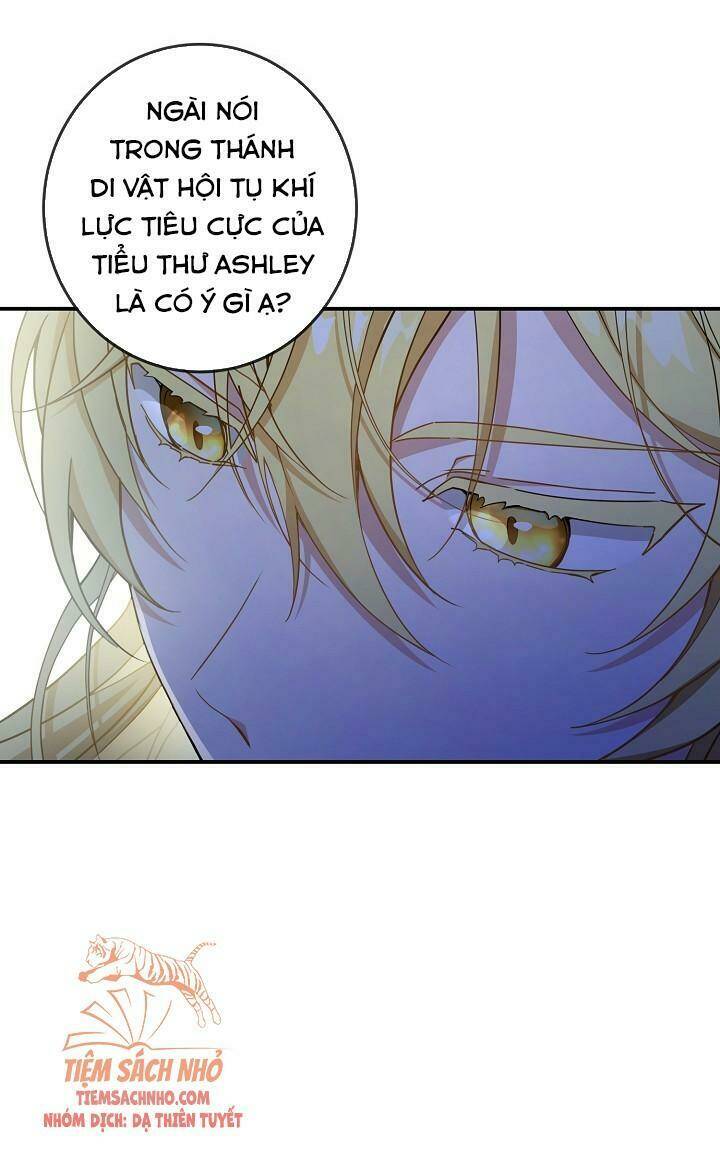 NGÀI NÓI
TRONG THÁNH
DI VẬT HỘI TỤ KHÍ
LỰC TIÊU CỰC CỦA
TIỂU THƯ ASHLEY
LÀ CÓ Ý GÌ Ạ?
TIỆM SÁCH NHỎ
TIEMSACHNHO.COM
NHÓM DỊCH: DẠ THIÊN TUYẾT